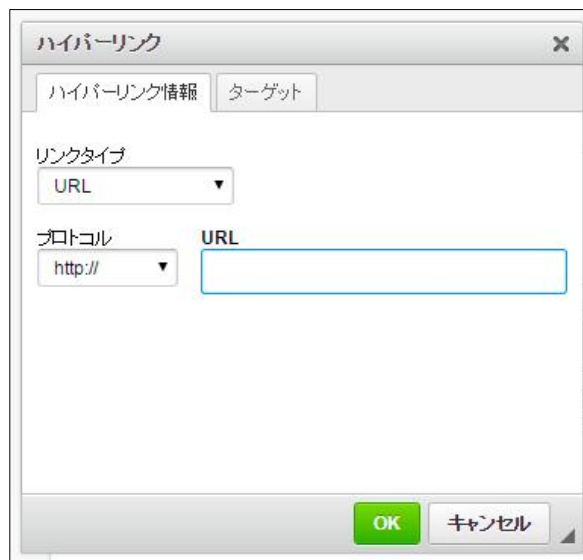 ハイパーリンク
ハイパーリンク情報 ターゲット
リンクタイプ
URL
プロトコル URL
http://
OK キャンセル